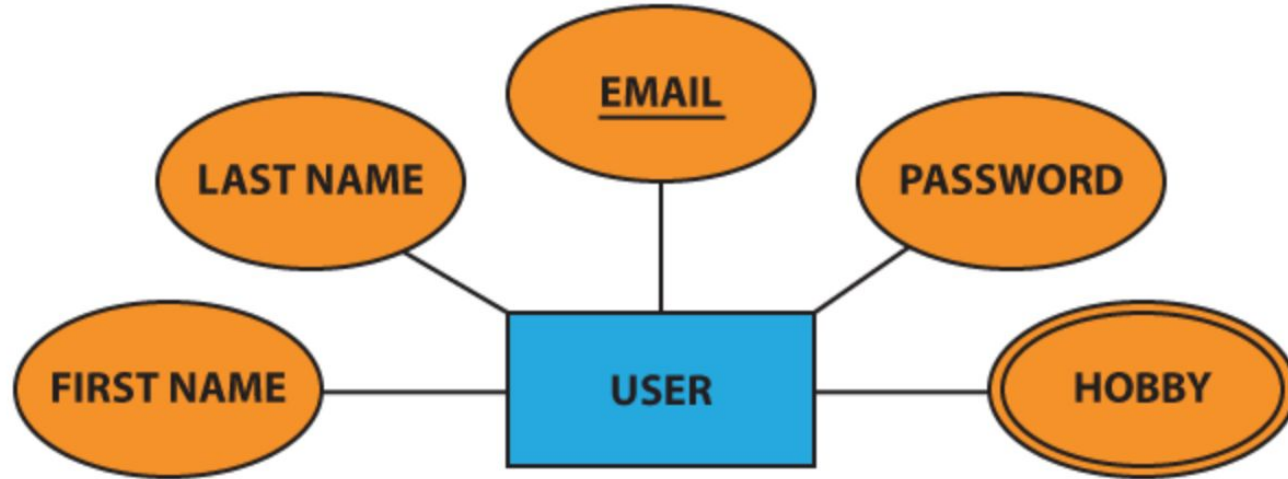 EMAIL
LAST NAME
PASSWORD
FIRST NAME
USER
HOBBY